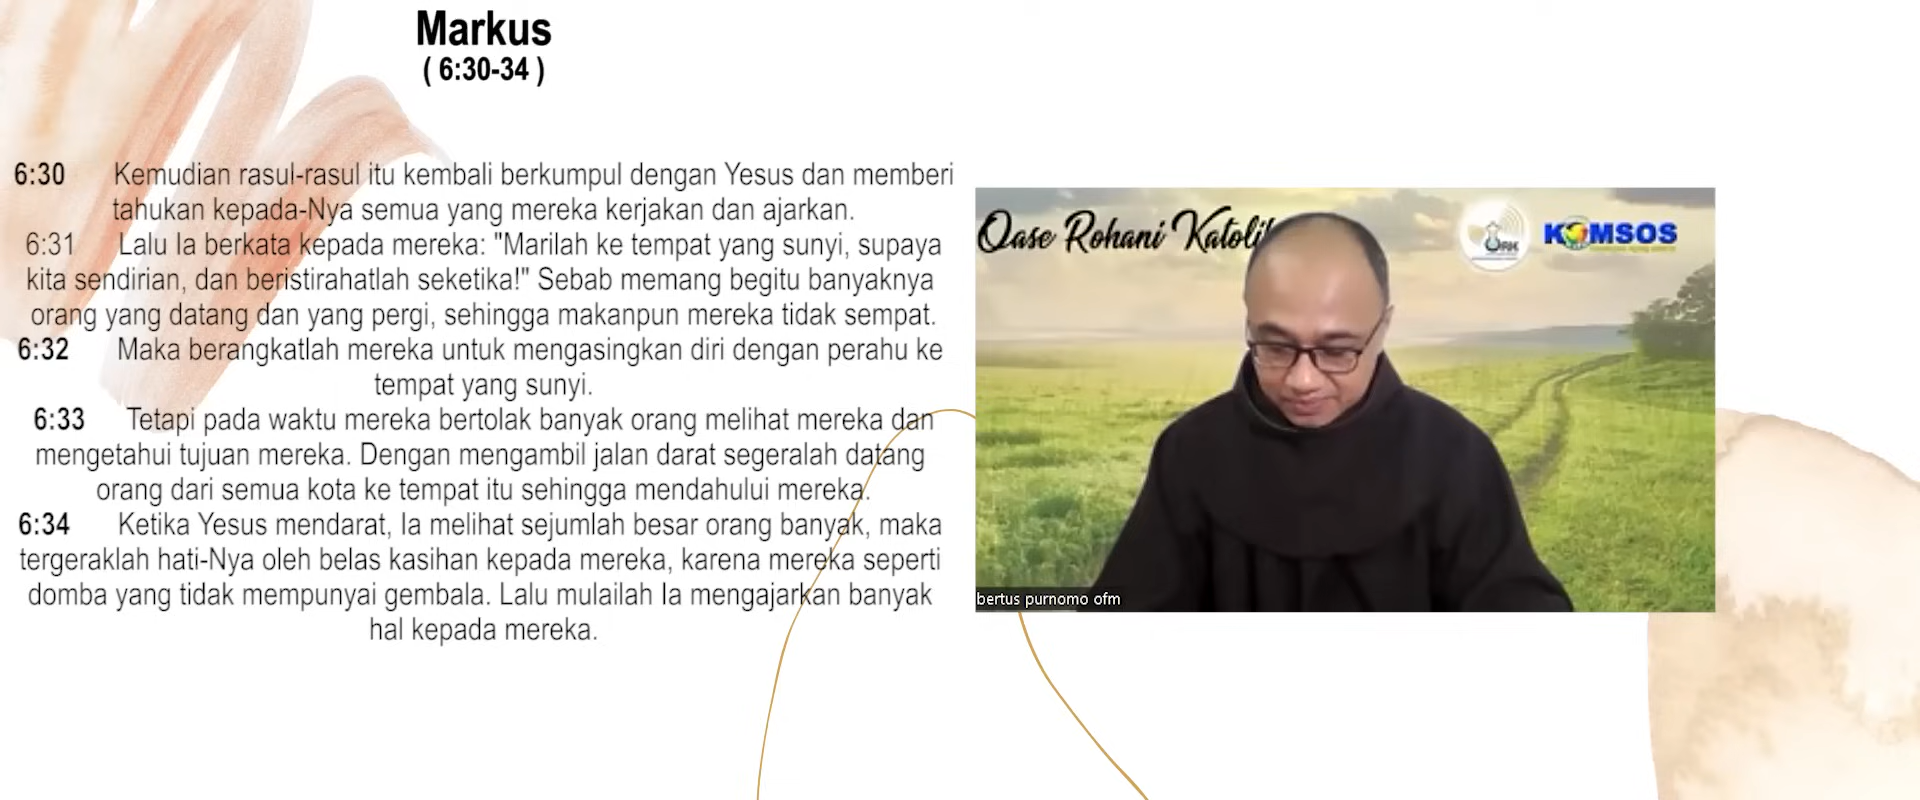 Markus
( 6:30-34 )
6:30 Kemudian rasul-rasul itu kembali berkumpul dengan Yesus dan memberi
tahukan kepada-Nya semua yang mereka kerjakan dan ajarkan.
6:31 Lalu Ia berkata kepada mereka: "Marilah ke tempat yang sunyi, supaya
kita sendirian, dan beristirahatlah seketika!" Sebab memang begitu banyaknya
orang yang datang dan yang pergi, sehingga makanpun mereka tidak sempat.
6:32 Maka berangkatlah mereka untuk mengasingkan diri dengan perahu ke
tempat yang sunyi.
6:33 Tetapi pada waktu mereka bertolak banyak orang melihat mereka dan
mengetahui tujuan mereka. Dengan mengambil jalan darat segeralah datang
orang dari semua kota ke tempat itu sehingga mendahului mereka.
6:34 Ketika Yesus mendarat, Ia melihat sejumlah besar orang banyak, maka
tergeraklah hati-Nya oleh belas kasihan kepada mereka, karena mereka seperti
domba yang tidak mempunyai gembala. Lalu mulailah Ia mengajarkan banyak
hal kepada mereka.
Oase Rohani Katolik
ORK
KOMSOS
bertus purnomo ofm